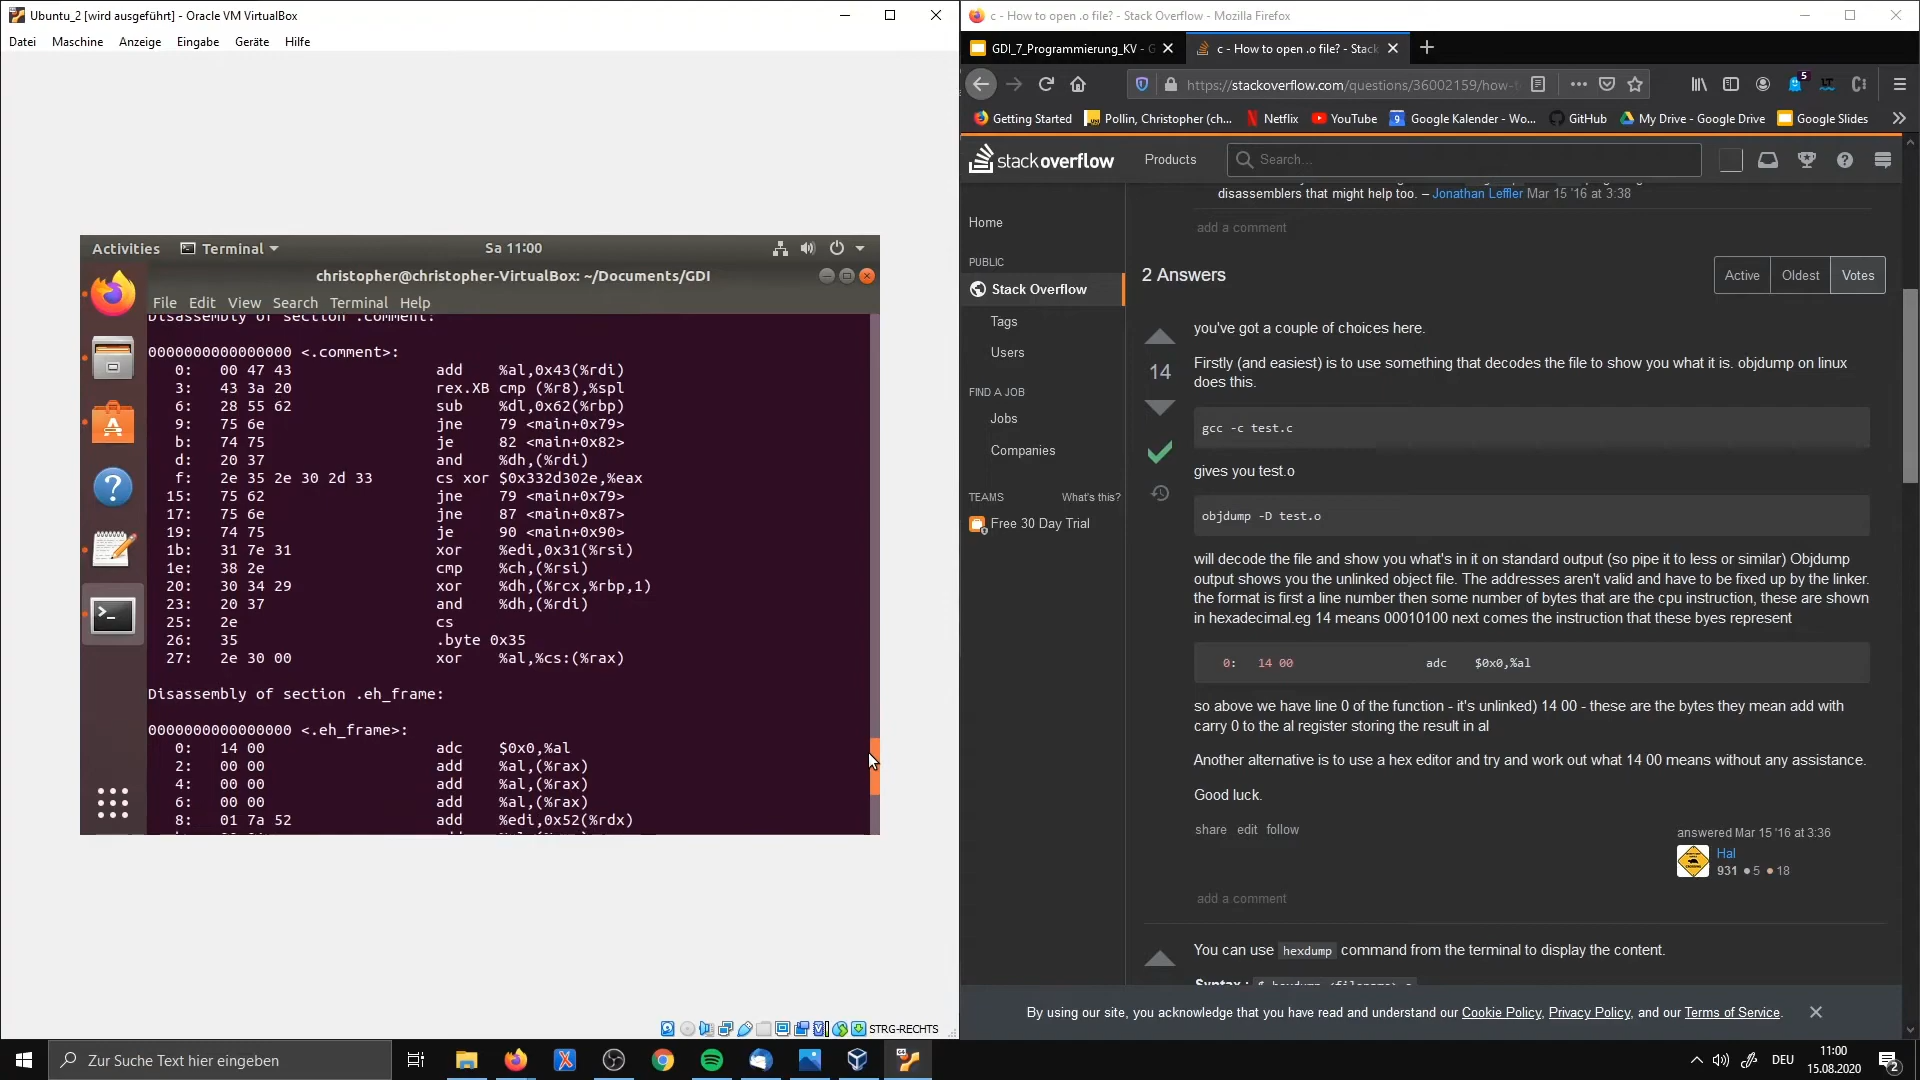 Ubuntu_2 [wird ausgeführt] - Oracle VM VirtualBox
Datei Maschine Anzeige Eingabe Geräte Hilfe
Activities Terminal Sa 11:00
christopher@christopher-VirtualBox: ~/Documents/GDI
File Edit View Search Terminal Help
Disassembly of section .comment:
0000000000000000 <.comment>:
0: 00 47 43 add %al,0x43(%rdi)
3: 43 3a 20 rex.XB cmp (%r8),%spl
6: 28 55 62 sub %dl,0x62(%rbp)
9: 75 6e jne 79 <main+0x79>
b: 74 75 je 82 <main+0x82>
d: 20 37 and %dh,(%rdi)
f: 2e 35 2e 30 2d 33 cs xor $0x332d302e,%eax
15: 75 62 jne 79 <main+0x79>
17: 75 6e jne 87 <main+0x87>
19: 74 75 je 90 <main+0x90>
1b: 31 7e 31 xor %edi,0x31(%rsi)
1e: 38 2e cmp %ch,(%rsi)
20: 30 34 29 xor %dh,(%rcx,%rbp,1)
23: 20 37 and %dh,(%rdi)
25: 2e cs
26: 35 .byte 0x35
27: 2e 30 00 xor %al,%cs:(%rax)
Disassembly of section .eh_frame:
0000000000000000 <.eh_frame>:
0: 14 00 adc $0x0,%al
2: 00 00 add %al,(%rax)
4: 00 00 add %al,(%rax)
6: 00 00 add %al,(%rax)
8: 01 7a 52 add %edi,0x52(%rdx)
STRG-RECHTS
c - How to open .o file? - Stack Overflow - Mozilla Firefox
GDI_7_Programmierung_KV - G
c - How to open .o file? - Stack
https://stackoverflow.com/questions/36002159/how-t
5
Getting Started Pollin, Christopher (ch... Netflix YouTube Google Kalender - Wo... GitHub My Drive - Google Drive Google Slides
stackoverflow Products Search...
Home
PUBLIC
Stack Overflow
Tags
Users
FIND A JOB
Jobs
Companies
TEAMS What's this?
Free 30 Day Trial
disassemblers that might help too. – Jonathan Leffler Mar 15 '16 at 3:38
add a comment
2 Answers
Active Oldest Votes
14
you've got a couple of choices here.
Firstly (and easiest) is to use something that decodes the file to show you what it is. objdump on linux
does this.
gcc -c test.c
gives you test.o
objdump -D test.o
will decode the file and show you what's in it on standard output (so pipe it to less or similar) Objdump
output shows you the unlinked object file. The addresses aren't valid and have to be fixed up by the linker.
the format is first a line number then some number of bytes that are the cpu instruction, these are shown
in hexadecimal.eg 14 means 00010100 next comes the instruction that these byes represent
0: 14 00 adc $0x0,%al
so above we have line 0 of the function - it's unlinked) 14 00 - these are the bytes they mean add with
carry 0 to the al register storing the result in al
Another alternative is to use a hex editor and try and work out what 14 00 means without any assistance.
Good luck.
share edit follow
answered Mar 15 '16 at 3:36
Hal
931 5 18
add a comment
You can use hexdump command from the terminal to display the content.
Syntax : $ hexdump
By using our site, you acknowledge that you have read and understand our Cookie Policy, Privacy Policy, and our Terms of Service.
Zur Suche Text hier eingeben
DEU
11:00
15.08.2020
2